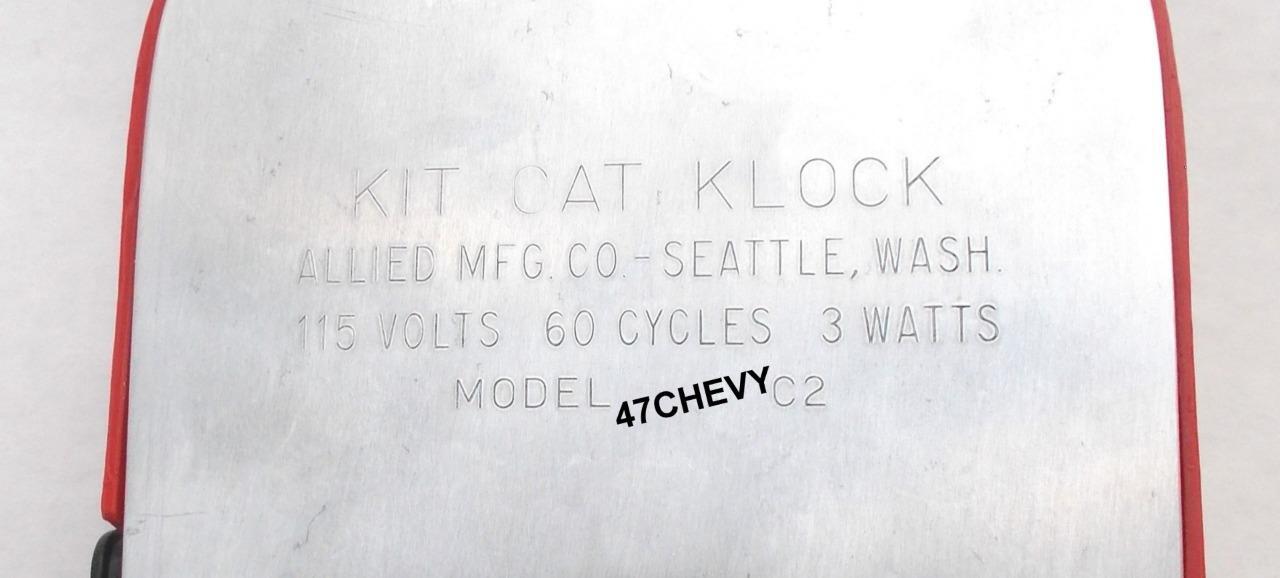 KIT CAT KLOCK
ALLIED MFG. CO. - SEATTLE, WASH.
115 VOLTS 60 CYCLES 3 WATTS
MODEL 47CHEVY C2